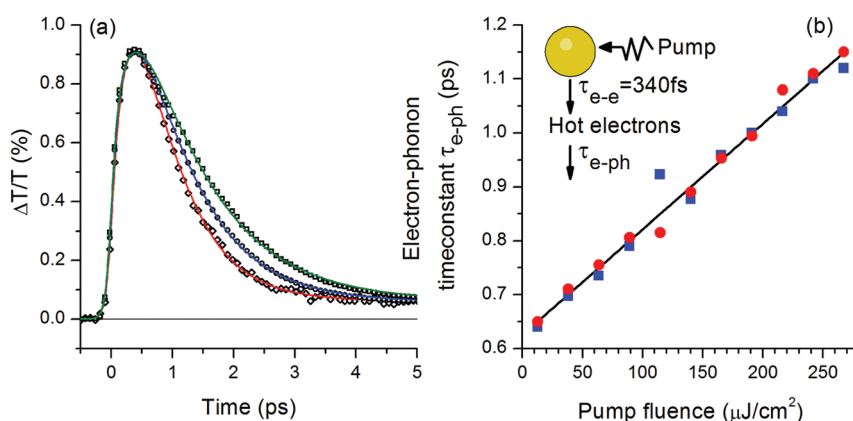 (a)
ΔT/T (%)
1.0
0.8
0.6
0.4
0.2
0.0
0 1 2 3 4 5
Time (ps)
(b)
Electron-phonon
timeconstant τe-ph (ps)
1.2
1.1
1.0
0.9
0.8
0.7
0.6
Pump
τe-e=340fs
Hot electrons
τe-ph
0 50 100 150 200 250
Pump fluence (μJ/cm²)